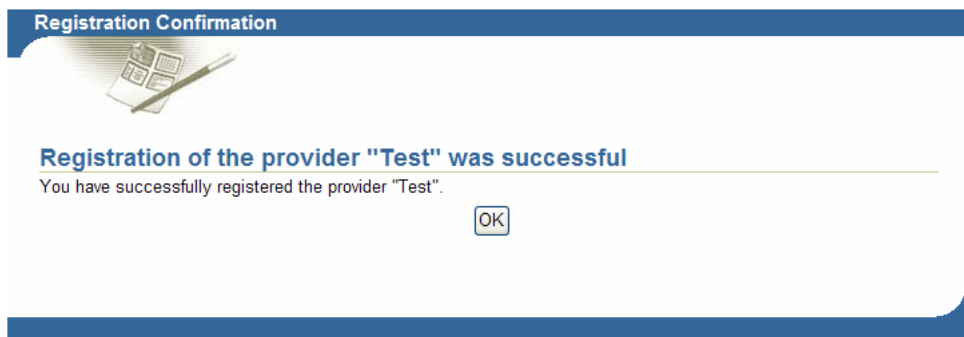 Registration Confirmation
Registration of the provider "Test" was successful
You have successfully registered the provider "Test".
OK